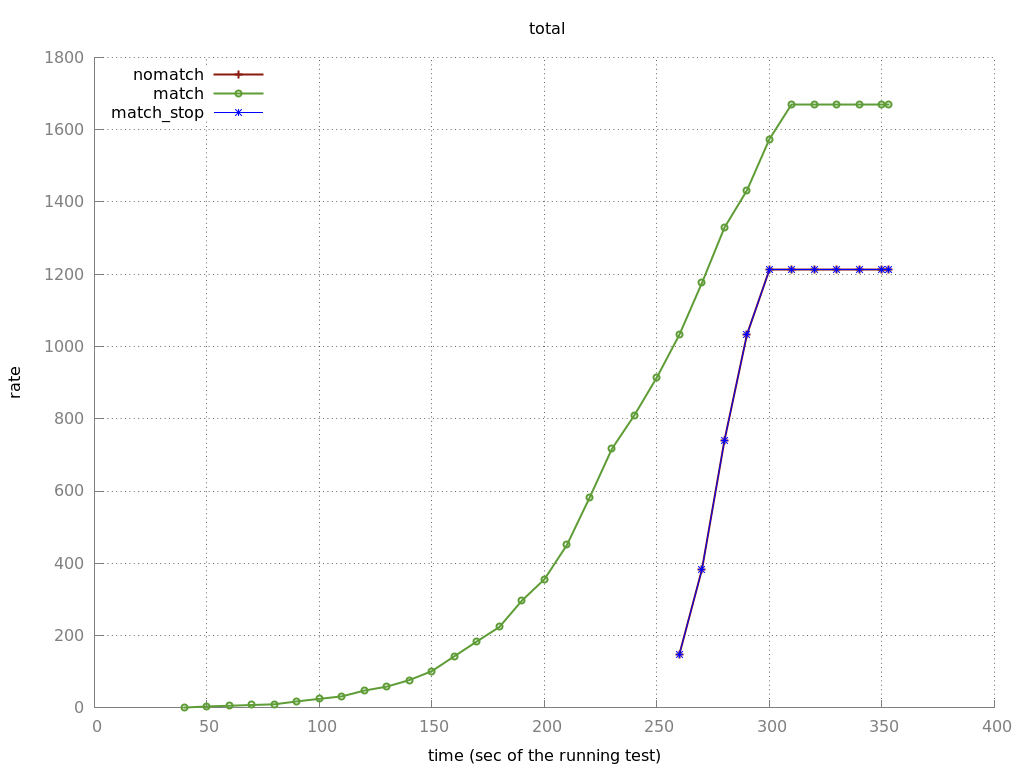 total
1800
1600
1400
1200
1000
800
600
400
200
0
nomatch
match
match_stop
rate
0 50 100 150 200 250 300 350 400
time (sec of the running test)